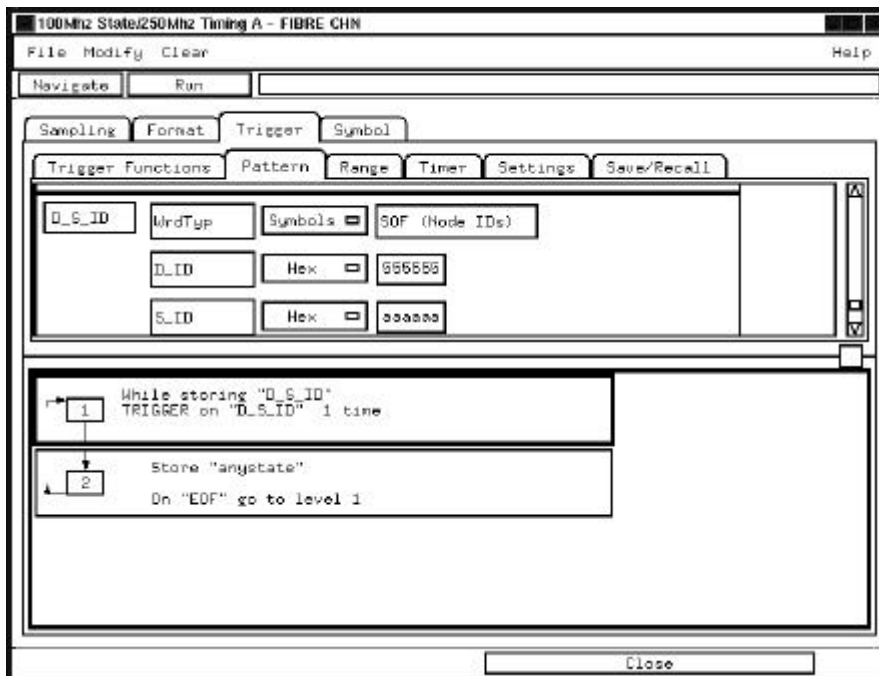 100Mhz State/250Mhz Timing A - FIBRE CHN
File Modify Clear Help
Navigate Run
Sampling Format Trigger Symbol
Trigger Functions Pattern Range Timer Settings Save/Recall
D_S_ID WrdTyp Symbols SOF (Node IDs)
D_ID Hex 555555
S_ID Hex aaaaaa
1 While storing "D_S_ID"
TRIGGER on "D_S_ID" 1 time
2 Store "anystate"
On "EOF" go to level 1
Close